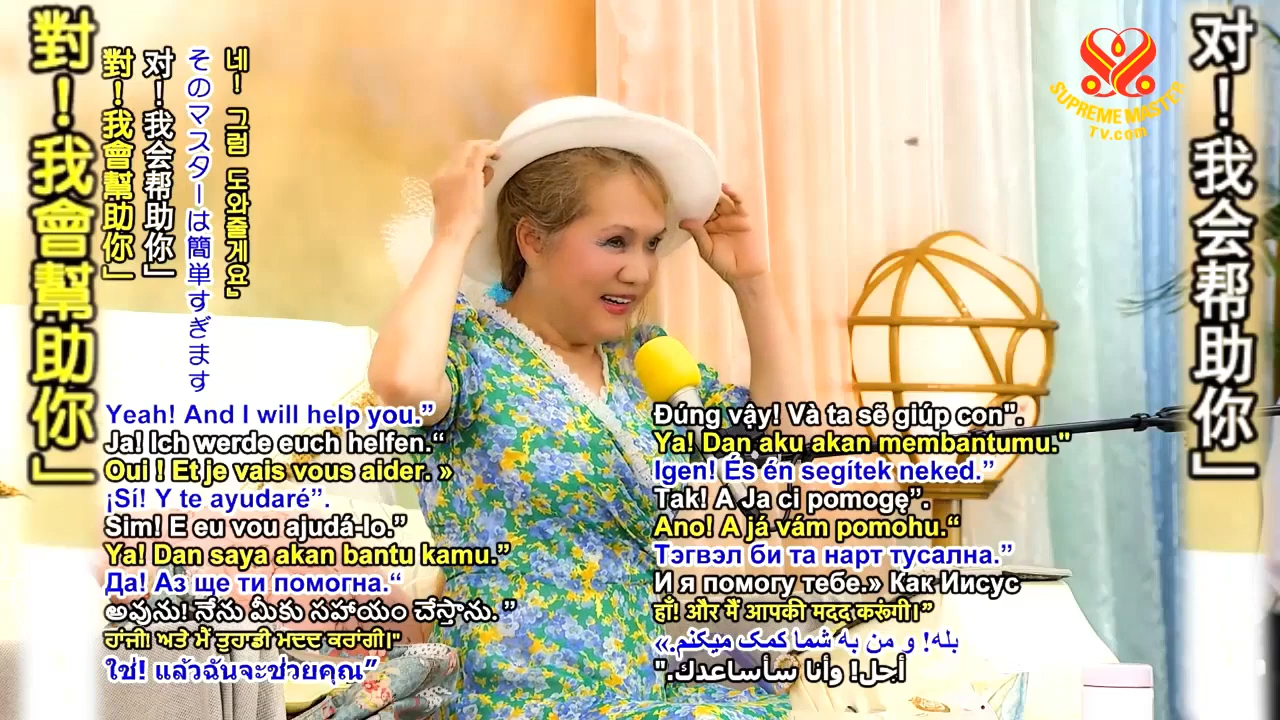 對！我會幫助你」
對！我會幫助你」
对！我会帮助你」
そのマスターは簡単すぎます
네! 그럼 도와줄게요」
SUPREME MASTER
TV.com
对！我会帮助你」
Yeah! And I will help you.”
Ja! Ich werde euch helfen.“
Oui ! Et je vais vous aider. »
¡Sí! Y te ayudaré”.
Sim! E eu vou ajudá-lo.”
Ya! Dan saya akan bantu kamu.”
Да! Аз ще ти помогна.“
అవును! నేను మీకు సహాయం చేస్తాను. ”
ਹਾਂਜੀ! ਅਤੇ ਮੈਂ ਤੁਹਾਡੀ ਮਦਦ ਕਰਾਂਗੀ।"
ใช่! แล้วฉันจะช่วยคุณ”
Đúng vậy! Và ta sẽ giúp con".
Ya! Dan aku akan membantumu."
Igen! És én segítek neked.”
Tak! A Ja ci pomogę”.
Ano! A já vám pomohu.“
Тэгвэл би та нарт тусална.”
И я помогу тебе.» Как Иисус
हाँ! और मैं आपकी मदद करूंगी।”
بله! و من به شما کمک میکنم.»
أجل! وأنا سأساعدك."